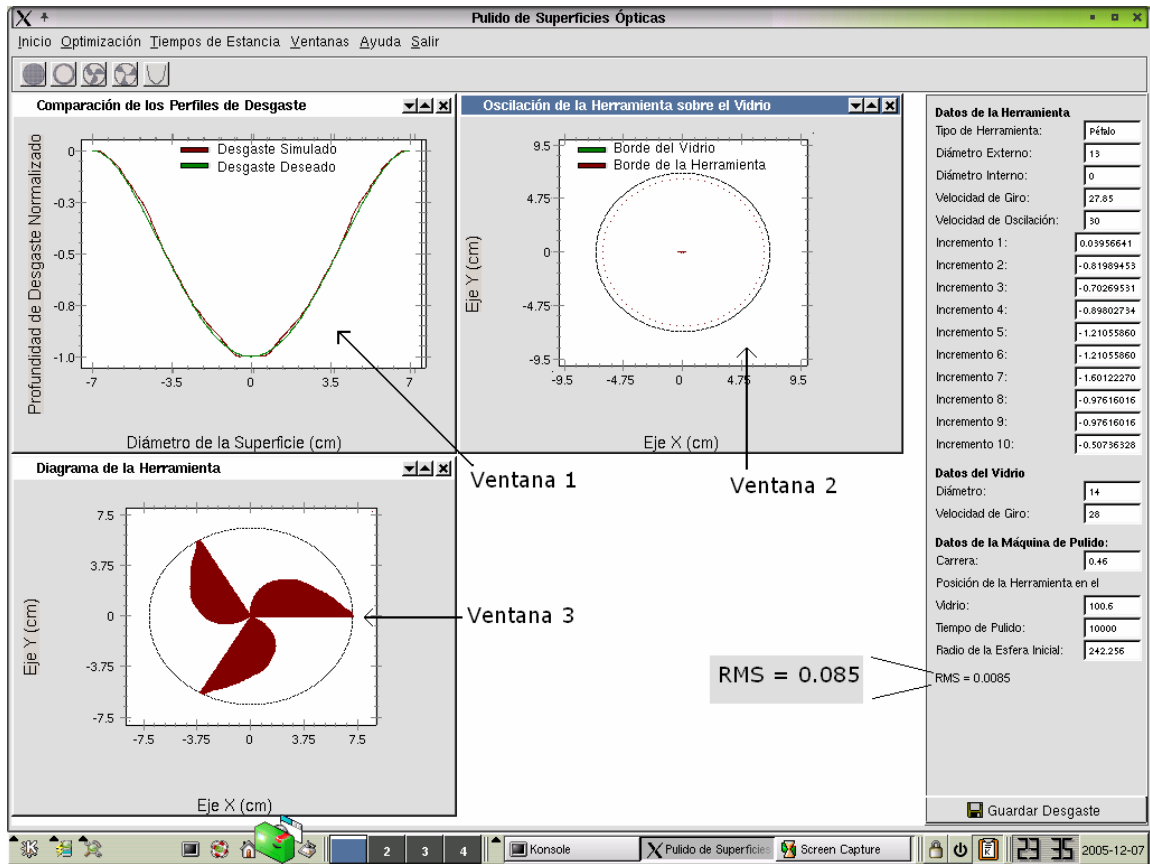 Pulido de Superficies Ópticas
Inicio Optimización Tiempos de Estancia Ventanas Ayuda Salir
Comparación de los Perfiles de Desgaste
Desgaste Simulado
Desgaste Deseado
Profundidad de Desgaste Normalizado
0
-0.3
-0.5
-0.8
-1.0
-7 -3.5 0 3.5 7
Diámetro de la Superficie (cm)
Oscilación de la Herramienta sobre el Vidrio
Borde del Vidrio
Borde de la Herramienta
Eje Y (cm)
9.5
4.75
0
-4.75
-9.5
-9.5 -4.75 0 4.75 9.5
Eje X (cm)
Ventana 1
Ventana 2
Diagrama de la Herramienta
Eje Y (cm)
7.5
3.75
0
-3.75
-7.5
-7.5 -3.75 0 3.75 7.5
Eje X (cm)
Ventana 3
RMS = 0.085
Datos de la Herramienta
Tipo de Herramienta: Pétalo
Diámetro Externo: 13
Diámetro Interno: 0
Velocidad de Giro: 27.85
Velocidad de Oscilación: 30
Incremento 1: 0.03956641
Incremento 2: -0.81989453
Incremento 3: -0.70269531
Incremento 4: -0.89802734
Incremento 5: -1.21055860
Incremento 6: -1.21055860
Incremento 7: -1.60122270
Incremento 8: -0.97616016
Incremento 9: -0.97616016
Incremento 10: -0.50736328
Datos del Vidrio
Diámetro: 14
Velocidad de Giro: 28
Datos de la Máquina de Pulido:
Carrera: 0.46
Posición de la Herramienta en el
Vidrio: 100.6
Tiempo de Pulido: 10000
Radio de la Esfera Inicial: 242.256
RMS = 0.0085
Guardar Desgaste
2 3 4
Konsole
Pulido de Superficies
Screen Capture
23 35
2005-12-07